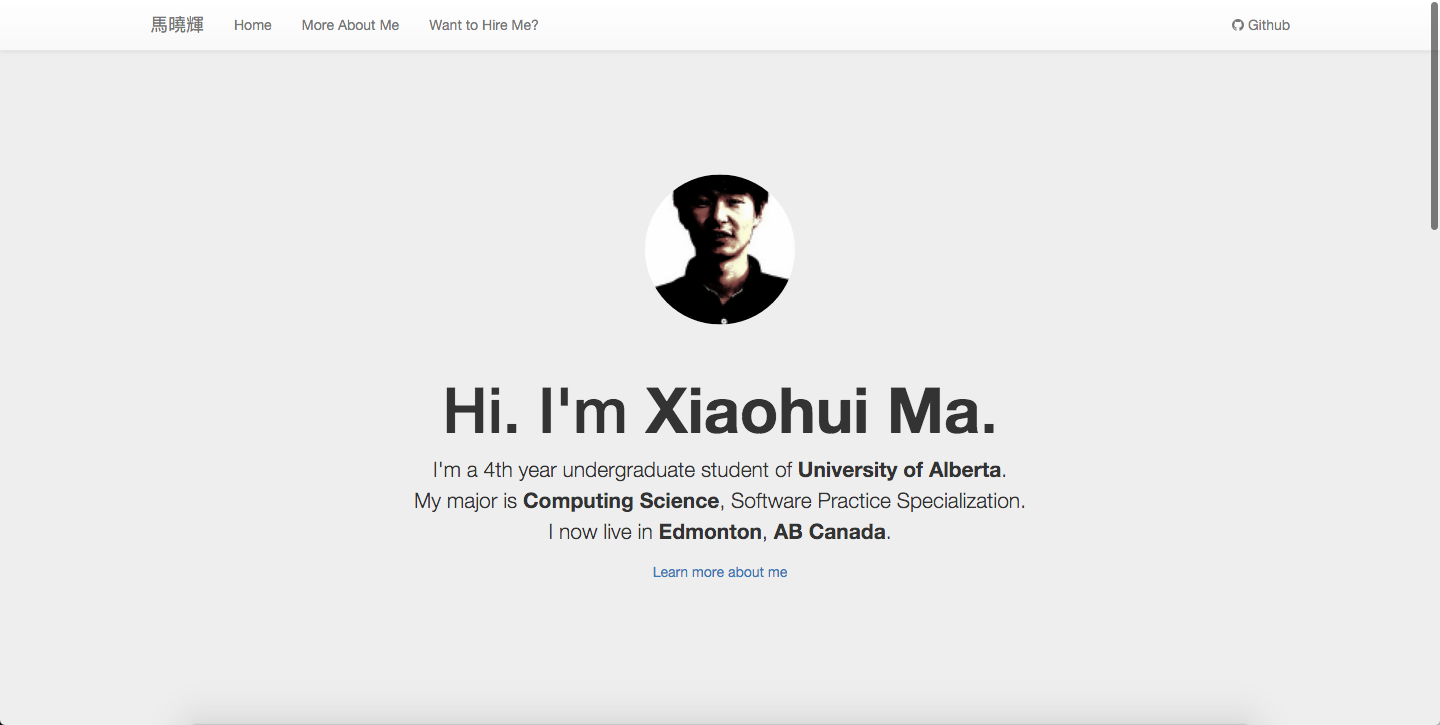 馬曉輝 Home More About Me Want to Hire Me? Github
Hi. I'm Xiaohui Ma.
I'm a 4th year undergraduate student of University of Alberta.
My major is Computing Science, Software Practice Specialization.
I now live in Edmonton, AB Canada.
Learn more about me